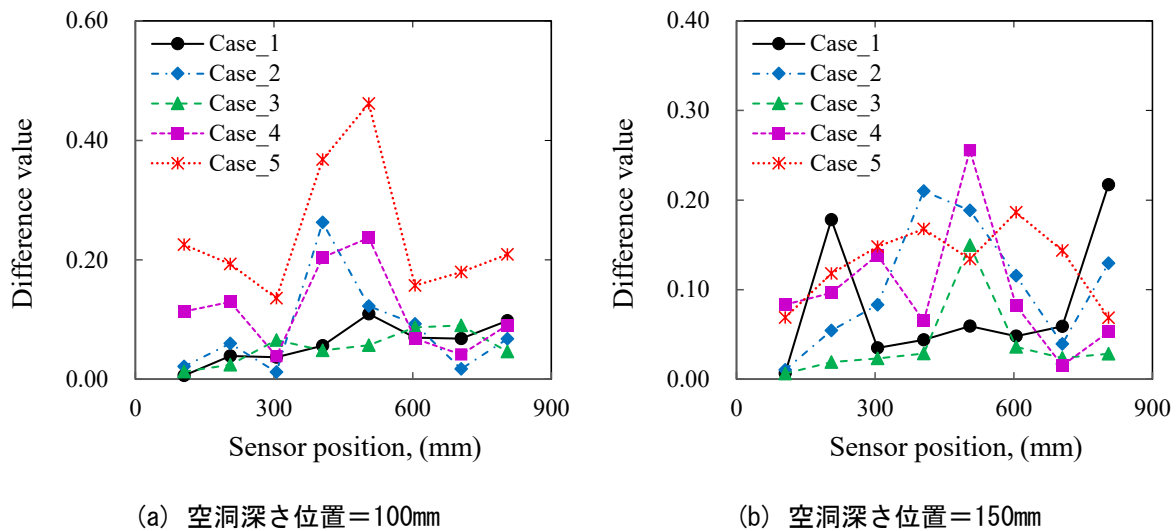 0.60
0.40
0.20
0.00
Difference value
Case_1
Case_2
Case_3
Case_4
Case_5
0 300 600 900
Sensor position, (mm)
(a) 空洞深さ位置＝100mm
0.40
0.30
0.20
0.10
0.00
Difference value
Case_1
Case_2
Case_3
Case_4
Case_5
0 300 600 900
Sensor position, (mm)
(b) 空洞深さ位置＝150mm